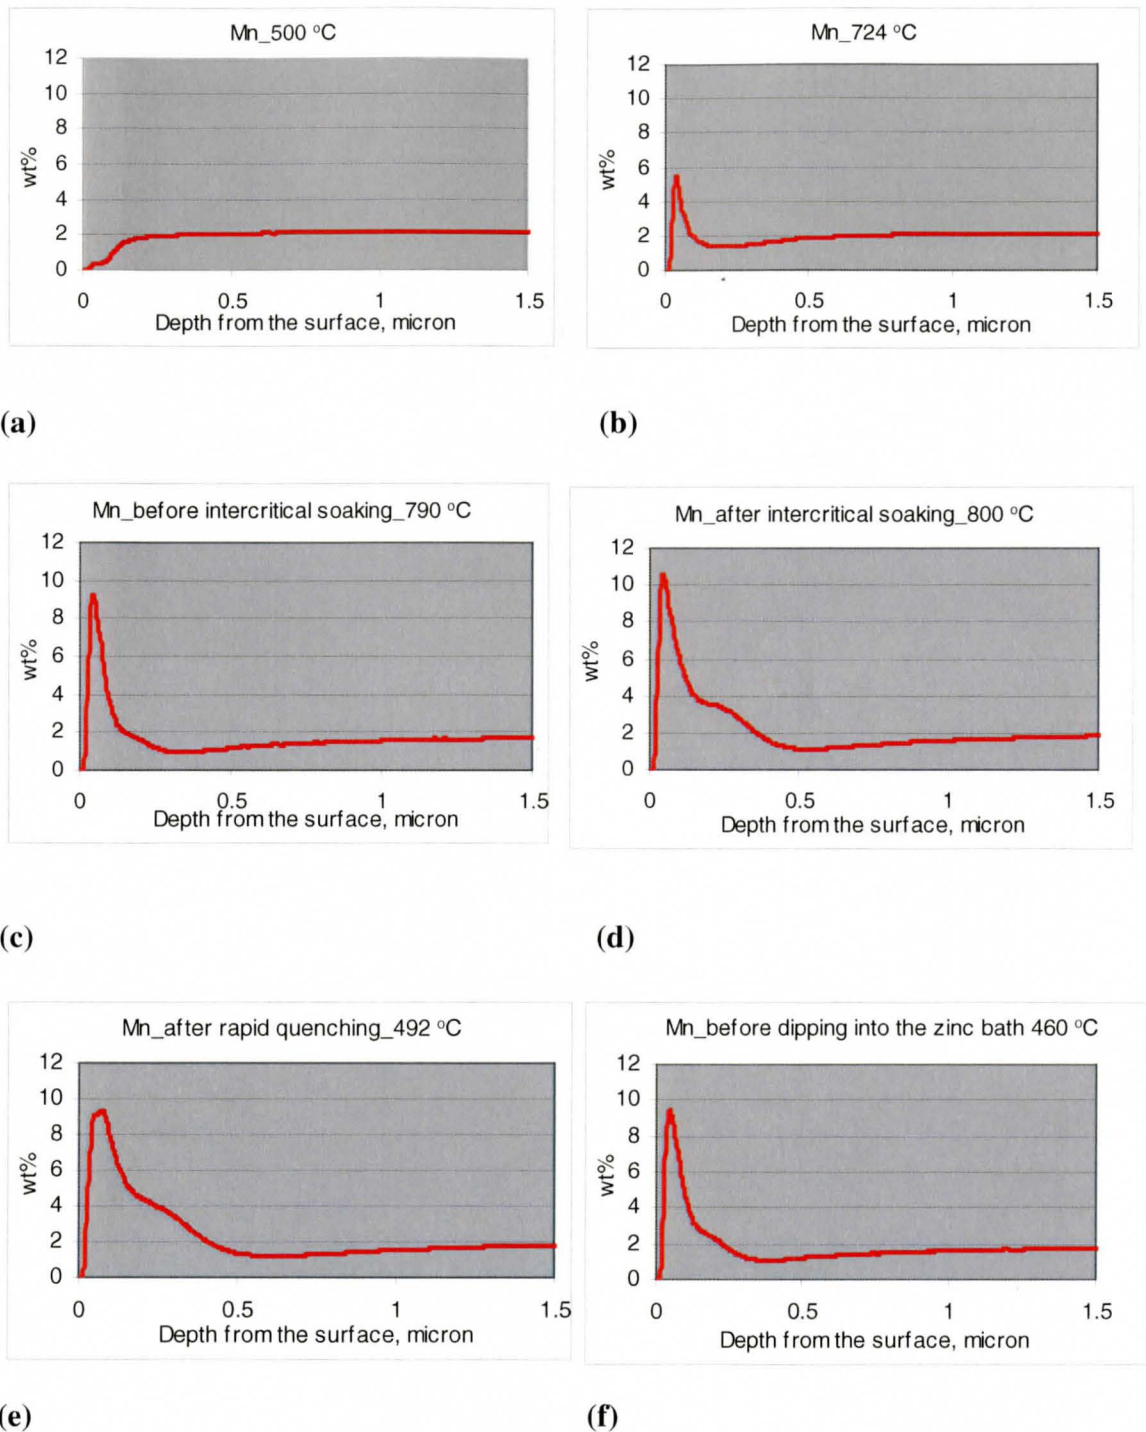 Mn_500 °C
12
10
8
6
4
2
0
wt%
0 0.5 1 1.5
Depth from the surface, micron
(a)
Mn_724 °C
12
10
8
6
4
2
0
wt%
0 0.5 1 1.5
Depth from the surface, micron
(b)
Mn_before intercritical soaking_790 °C
12
10
8
6
4
2
0
wt%
0 0.5 1 1.5
Depth from the surface, micron
(c)
Mn_after intercritical soaking_800 °C
12
10
8
6
4
2
0
wt%
0 0.5 1 1.5
Depth from the surface, micron
(d)
Mn_after rapid quenching_492 °C
12
10
8
6
4
2
0
wt%
0 0.5 1 1.5
Depth from the surface, micron
(e)
Mn_before dipping into the zinc bath 460 °C
12
10
8
6
4
2
0
wt%
0 0.5 1 1.5
Depth from the surface, micron
(f)